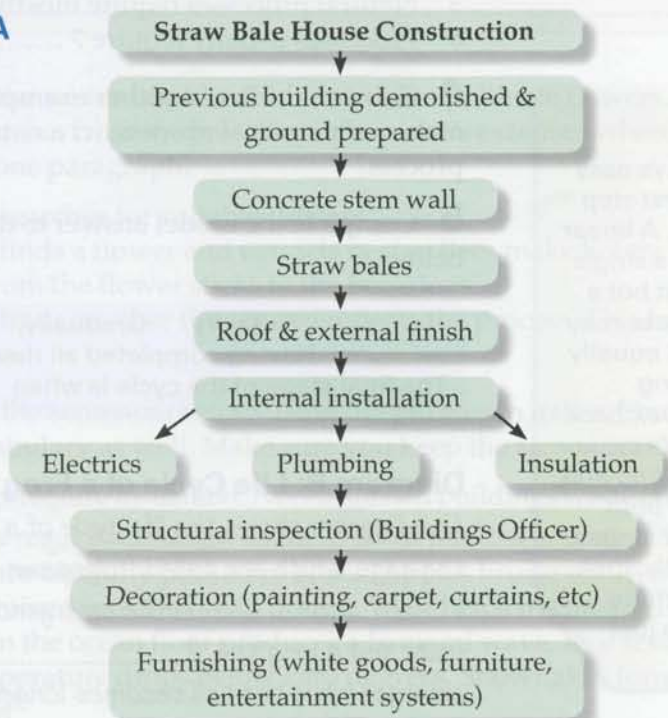 A
Straw Bale House Construction
Previous building demolished &
ground prepared
Concrete stem wall
Straw bales
Roof & external finish
Internal installation
Electrics
Plumbing
Insulation
Structural inspection (Buildings Officer)
Decoration (painting, carpet, curtains, etc)
Furnishing (white goods, furniture,
entertainment systems)